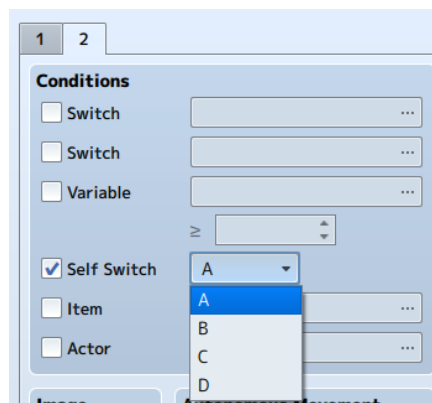 1 2
Conditions
Switch ...
Switch ...
Variable ...
≥
Self Switch A
A
Item ...
B
Actor ...
C
D